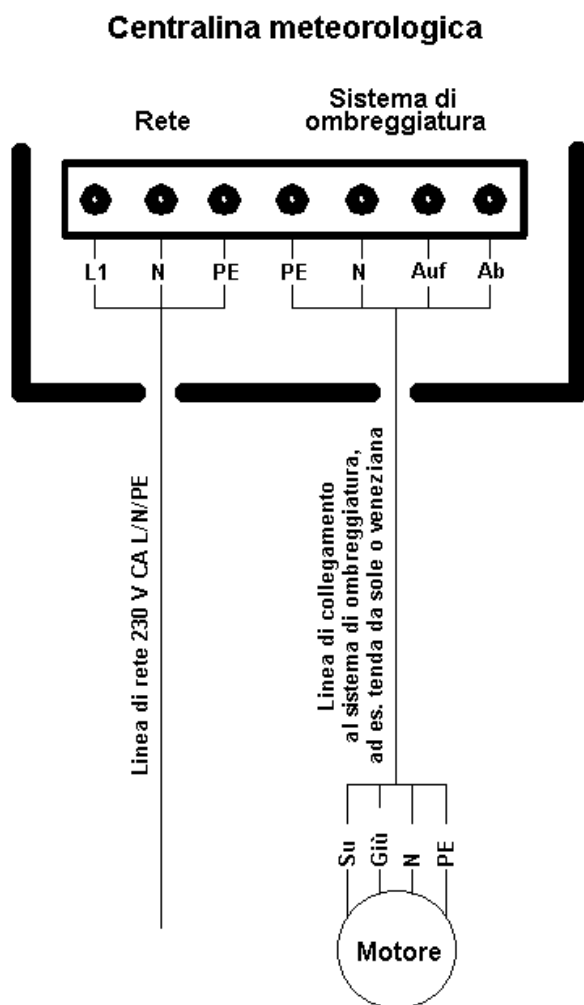 Centralina meteorologica
Rete
Sistema di
ombreggiatura
L1 N PE PE N Auf Ab
Linea di rete 230 V CA L/N/PE
Linea di collegamento
al sistema di ombreggiatura,
ad es. tenda da sole o veneziana
Su Giù N PE
Motore